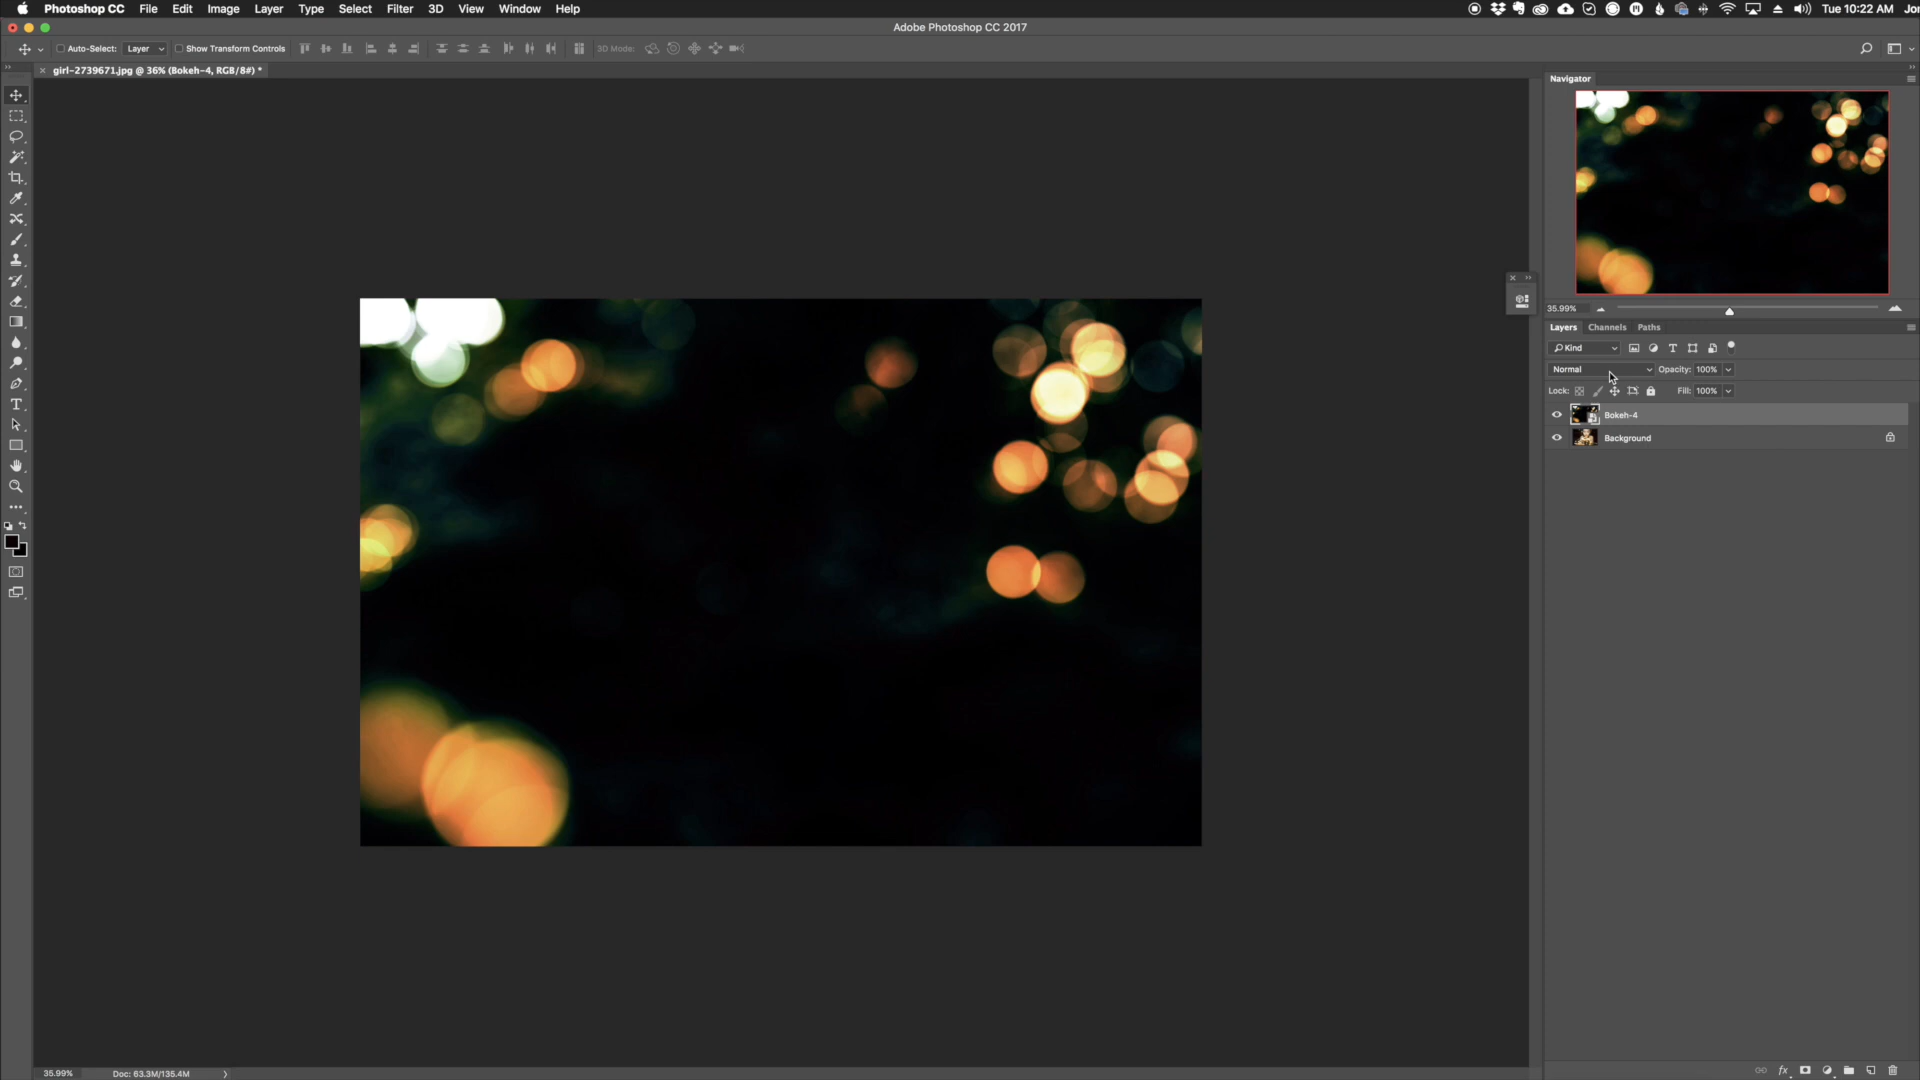 Photoshop CC File Edit Image Layer Type Select Filter 3D View Window Help Tue 10:22 AM Jon
Adobe Photoshop CC 2017
Auto-Select: Layer Show Transform Controls 3D Mode:
girl-2739671.jpg @ 36% (Bokeh-4, RGB/8#) *
Navigator
35.99%
Layers Channels Paths
Kind
Normal Opacity: 100%
Lock: Fill: 100%
Bokeh-4
Background
fx
35.99% Doc: 63.3M/135.4M